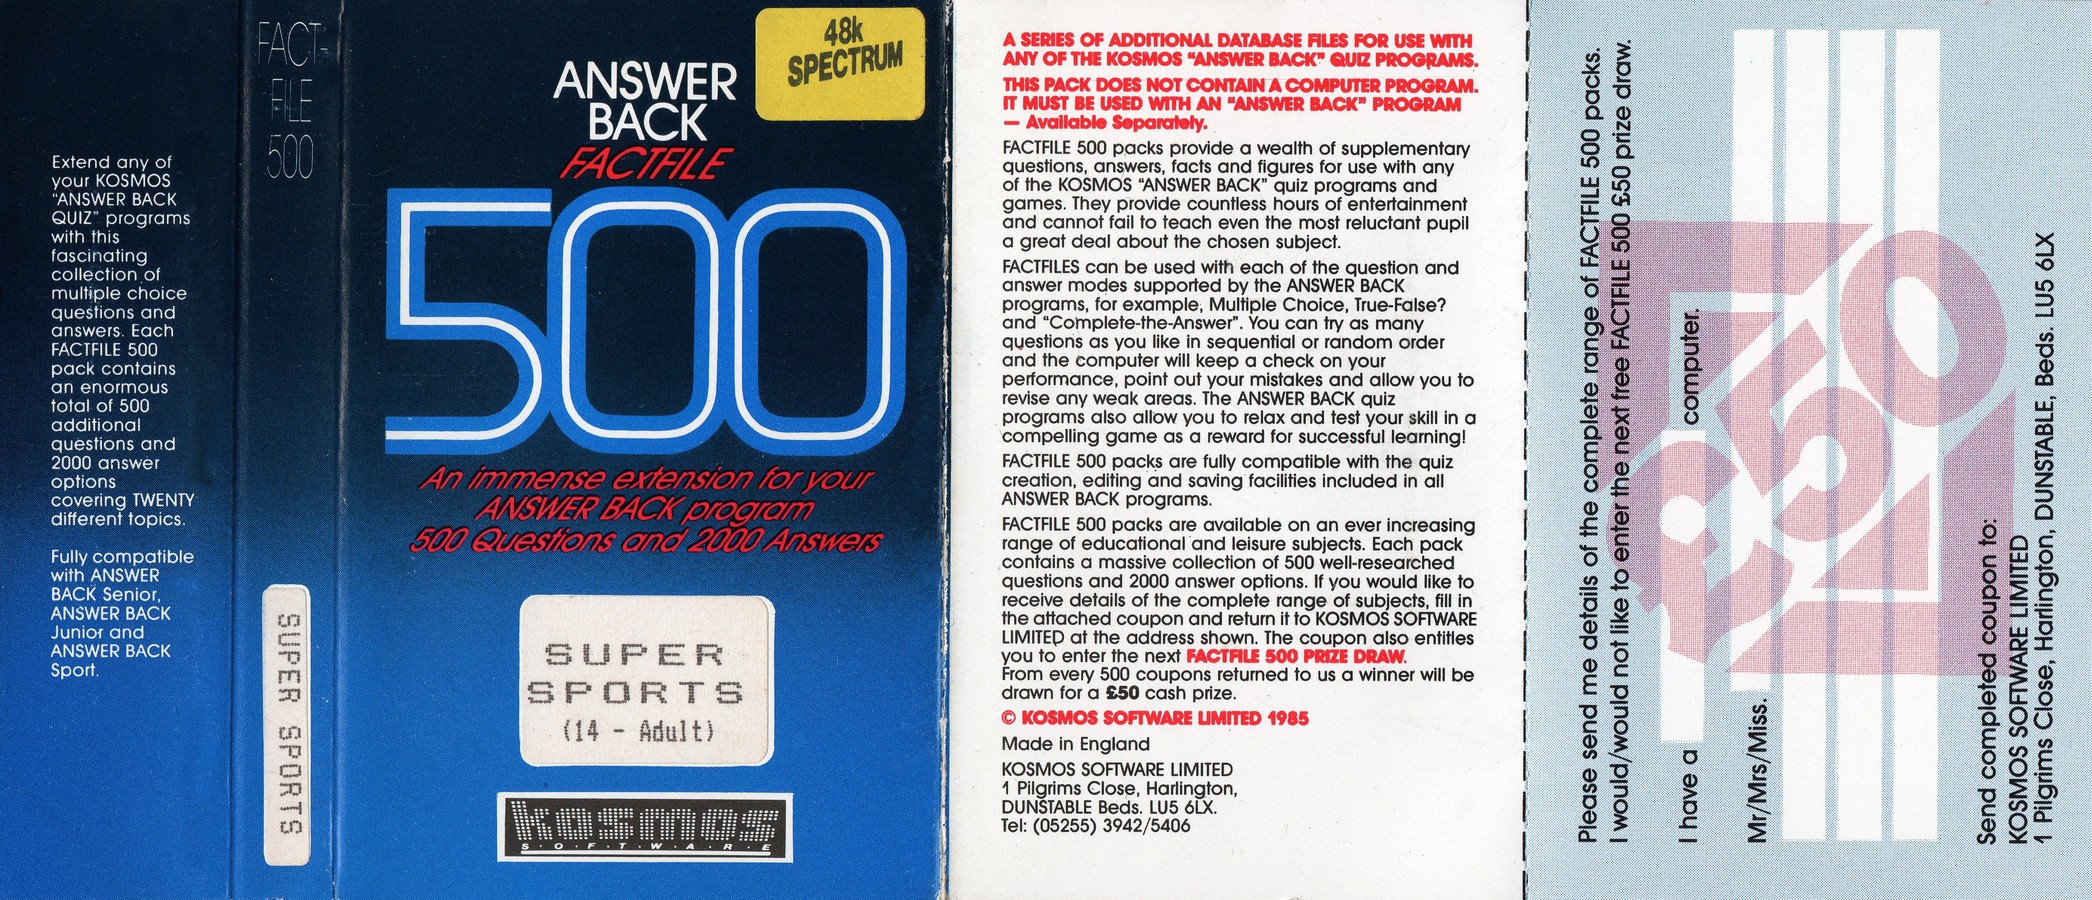 Extend any of
your KOSMOS
"ANSWER BACK
QUIZ" programs
with this
fascinating
collection of
multiple choice
questions and
answers. Each
FACTFILE 500
pack contains
an enormous
total of 500
additional
questions and
2000 answer
options
covering TWENTY
different topics.
Fully compatible
with ANSWER
BACK Senior,
ANSWER BACK
Junior and
ANSWER BACK
Sport.
FACT-
FILE
500
SUPER SPORTS
48k
SPECTRUM
ANSWER
BACK
FACTFILE
500
An immense extension for your
ANSWER BACK program
500 Questions and 2000 Answers
SUPER
SPORTS
(14 - Adult)
kosmos
S.O.F.T.W.A.R.E
A SERIES OF ADDITIONAL DATABASE FILES FOR USE WITH
ANY OF THE KOSMOS "ANSWER BACK" QUIZ PROGRAMS.
THIS PACK DOES NOT CONTAIN A COMPUTER PROGRAM.
IT MUST BE USED WITH AN "ANSWER BACK" PROGRAM
— Available Separately.
FACTFILE 500 packs provide a wealth of supplementary
questions, answers, facts and figures for use with any
of the KOSMOS "ANSWER BACK" quiz programs and
games. They provide countless hours of entertainment
and cannot fail to teach even the most reluctant pupil
a great deal about the chosen subject.
FACTFILES can be used with each of the question and
answer modes supported by the ANSWER BACK
programs, for example, Multiple Choice, True-False?
and "Complete-the-Answer". You can try as many
questions as you like in sequential or random order
and the computer will keep a check on your
performance, point out your mistakes and allow you to
revise any weak areas. The ANSWER BACK quiz
programs also allow you to relax and test your skill in a
compelling game as a reward for successful learning!
FACTFILE 500 packs are fully compatible with the quiz
creation, editing and saving facilities included in all
ANSWER BACK programs.
FACTFILE 500 packs are available on an ever increasing
range of educational and leisure subjects. Each pack
contains a massive collection of 500 well-researched
questions and 2000 answer options. If you would like to
receive details of the complete range of subjects, fill in
the attached coupon and return it to KOSMOS SOFTWARE
LIMITED at the address shown. The coupon also entitles
you to enter the next FACTFILE 500 PRIZE DRAW.
From every 500 coupons returned to us a winner will be
drawn for a £50 cash prize.
© KOSMOS SOFTWARE LIMITED 1985
Made in England
KOSMOS SOFTWARE LIMITED
1 Pilgrims Close, Harlington,
DUNSTABLE Beds. LU5 6LX.
Tel: (05255) 3942/5406
Please send me details of the complete range of FACTFILE 500 packs.
I would/would not like to enter the next free FACTFILE 500 £50 prize draw.
I have a computer.
Mr/Mrs/Miss.
£50
Send completed coupon to:
KOSMOS SOFTWARE LIMITED
1 Pilgrims Close, Harlington, DUNSTABLE, Beds. LU5 6LX